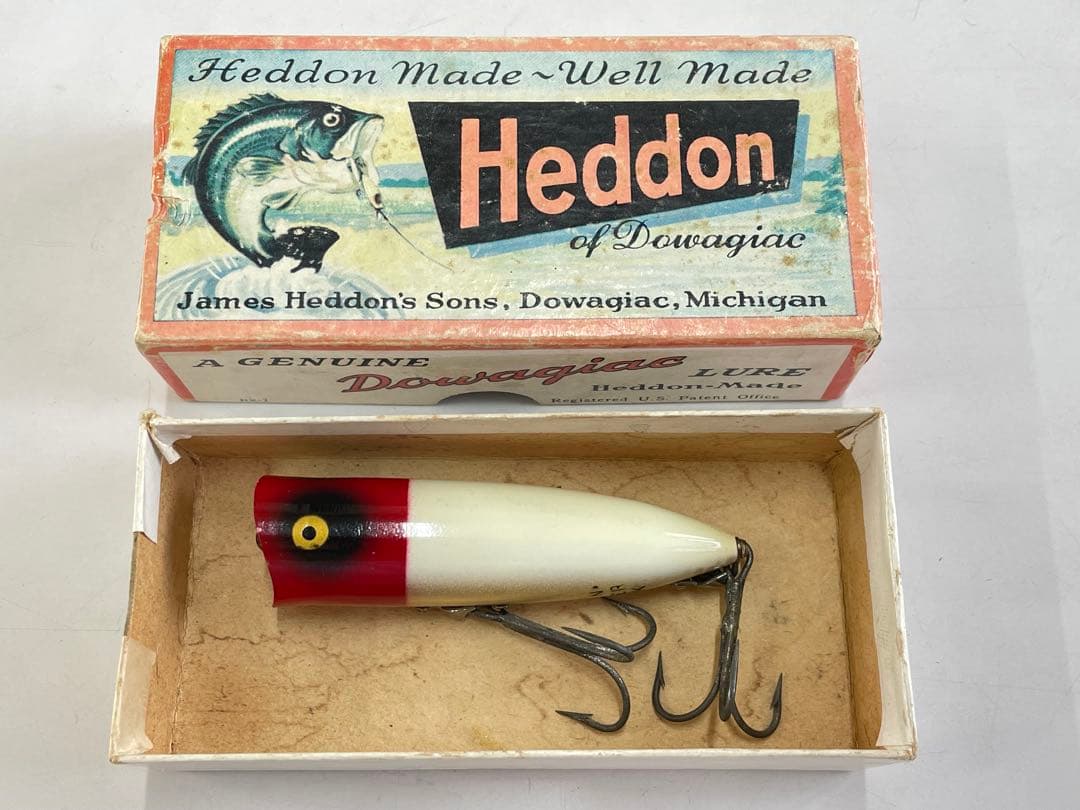 Heddon Made ~ Well Made
Heddon
of Dowagiac
James Heddon's Sons, Dowagiac, Michigan
A GENUINE Dowagiac LURE
Heddon-Made
Registered U.S. Patent Office